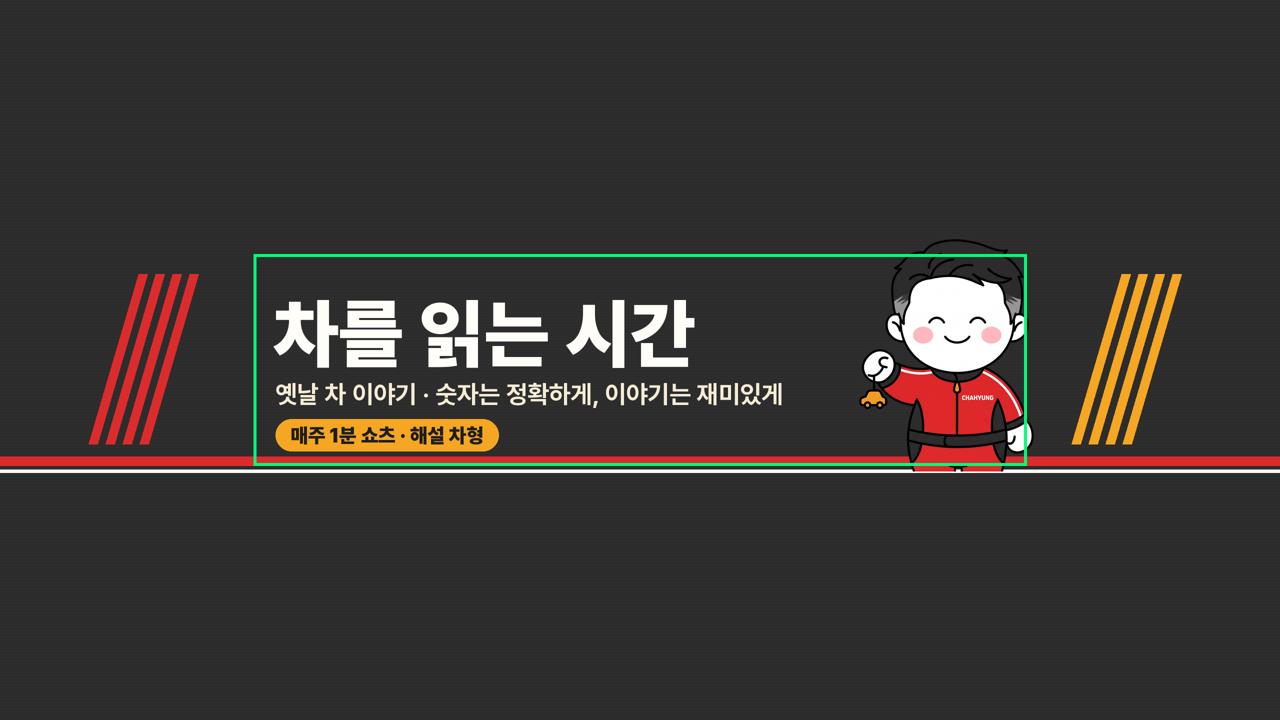 차를 읽는 시간
옛날 차 이야기 · 숫자는 정확하게, 이야기는 재미있게
매주 1분 쇼츠 · 해설 차형
CHAHYUNG